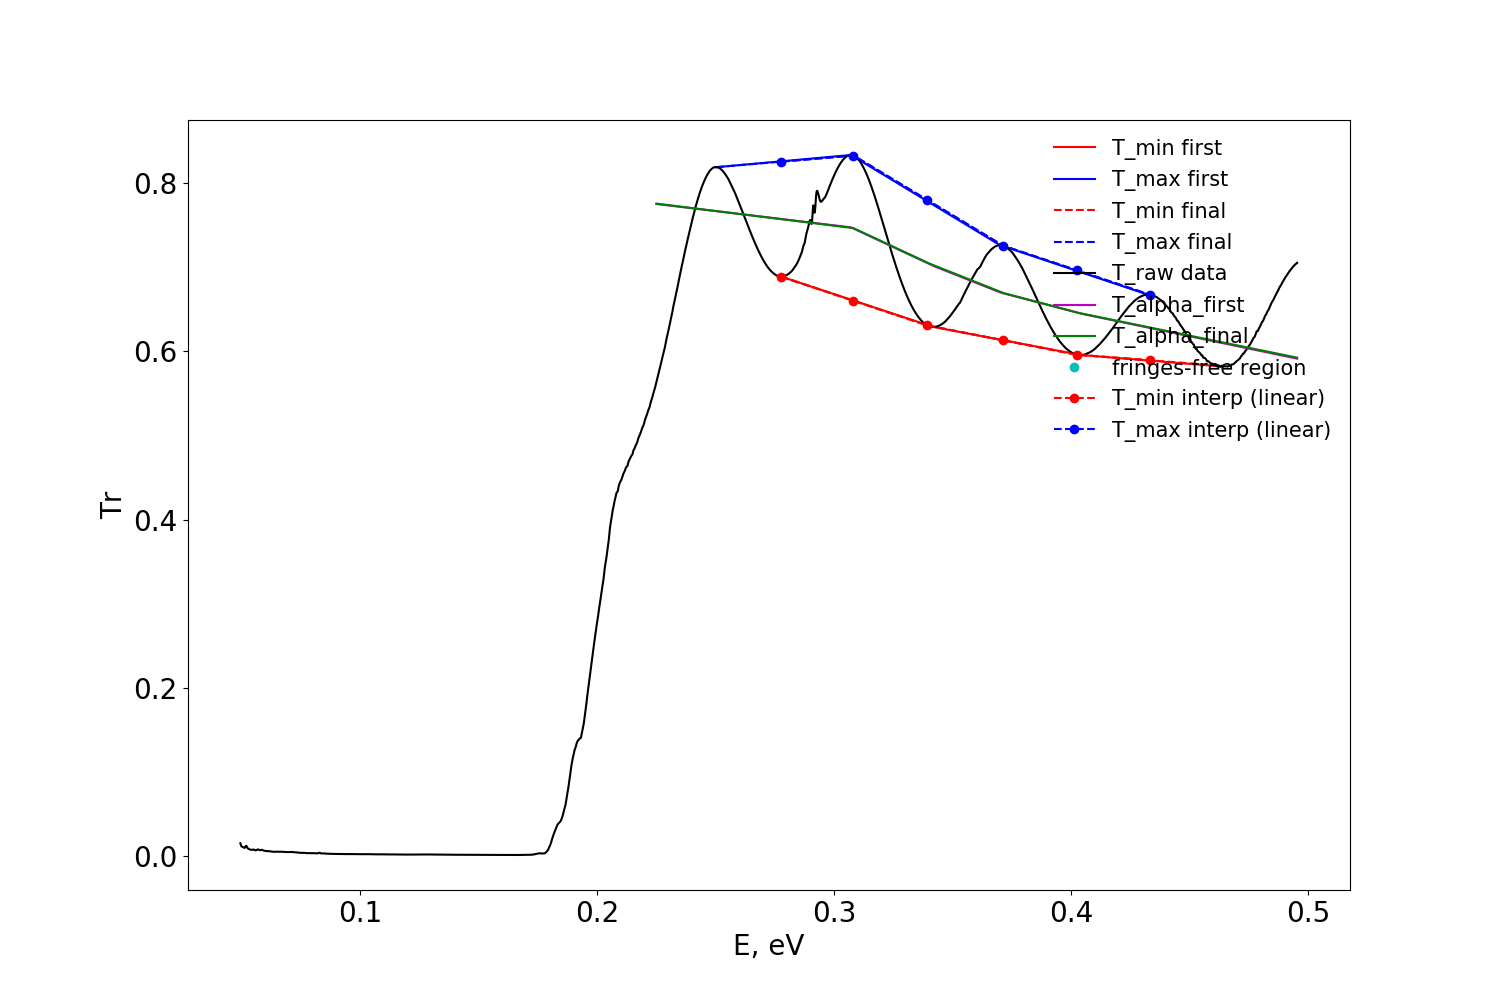 T_min first
T_max first
T_min final
T_max final
T_raw data
T_alpha_first
T_alpha_final
fringes-free region
T_min interp (linear)
T_max interp (linear)
0.8
0.6
0.4
0.2
0.0
Tr
0.1 0.2 0.3 0.4 0.5
E, eV